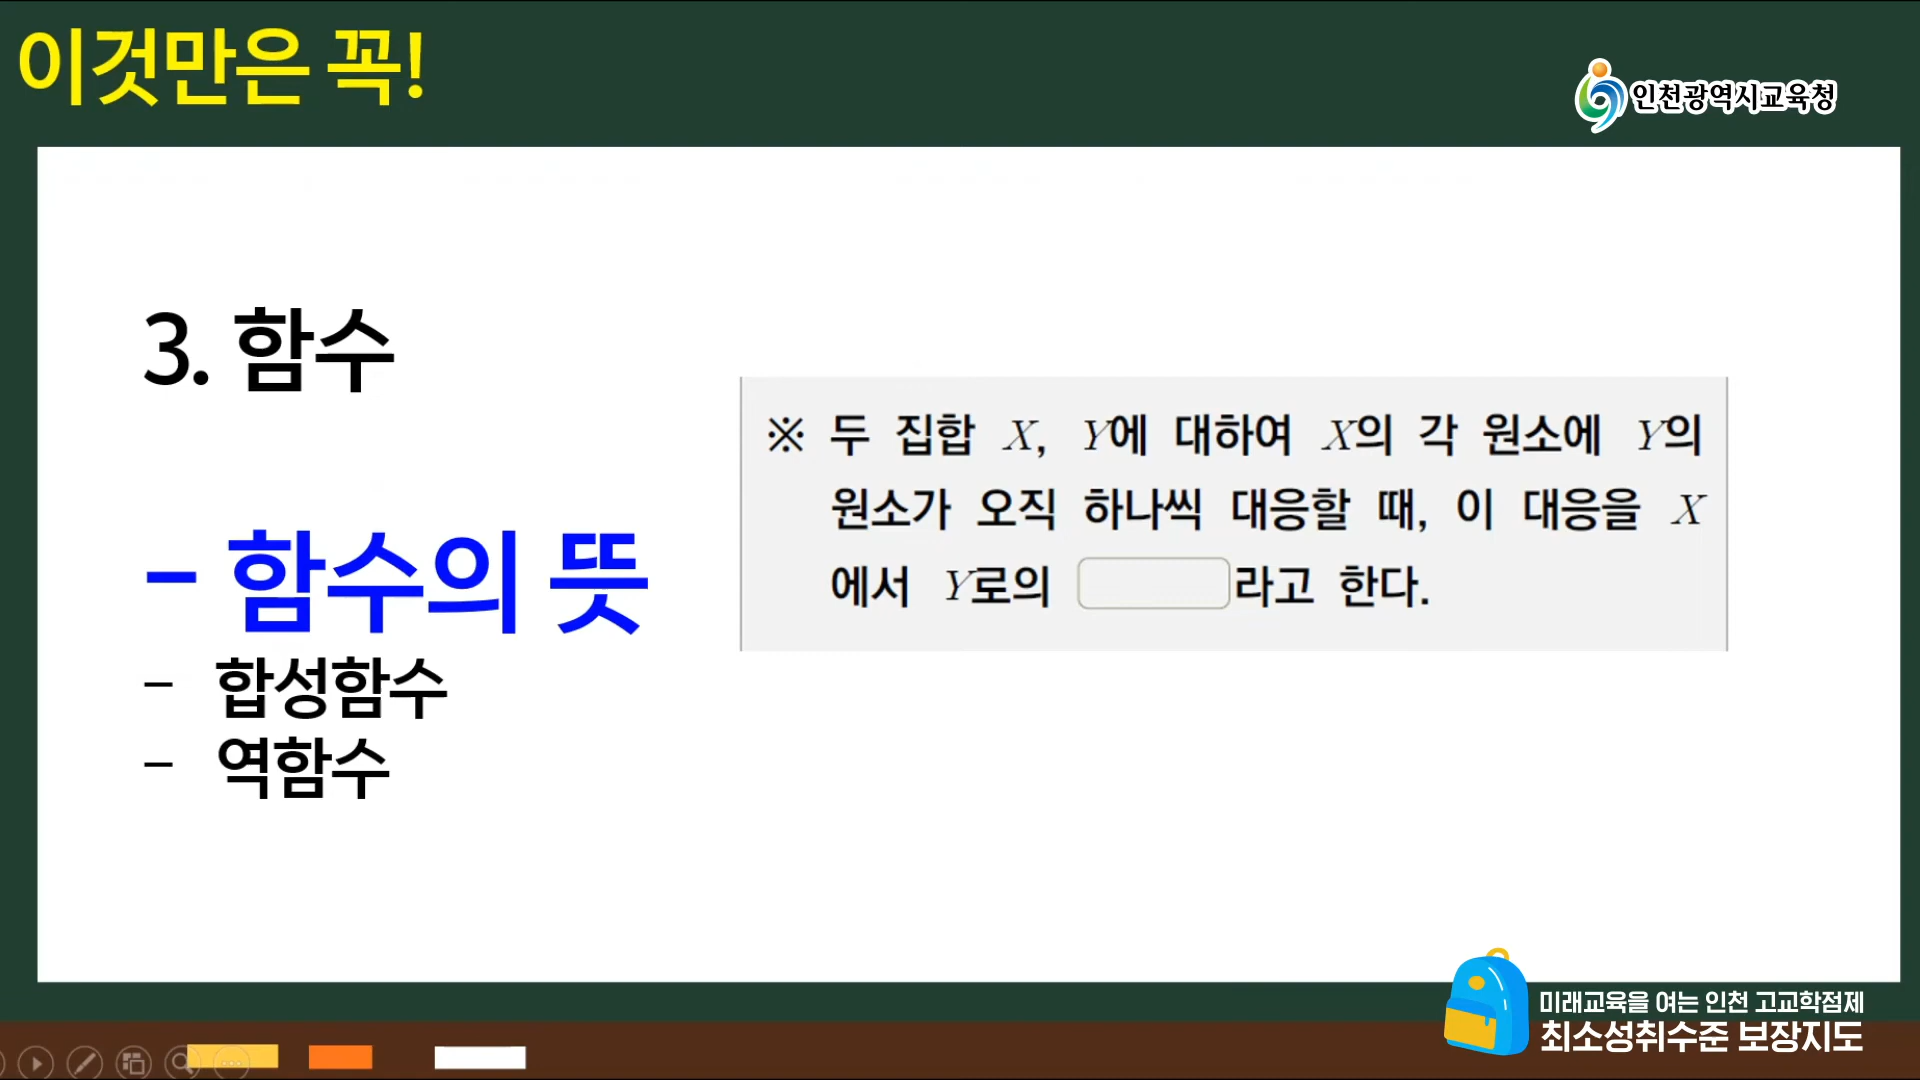 이것만은 꼭!
인천광역시교육청
3. 함수
- 함수의 뜻
- 합성함수
- 역함수
※ 두 집합 X, Y에 대하여 X의 각 원소에 Y의
원소가 오직 하나씩 대응할 때, 이 대응을 X
에서 Y로의 라고 한다.
미래교육을 여는 인천 고교학점제
최소성취수준 보장지도